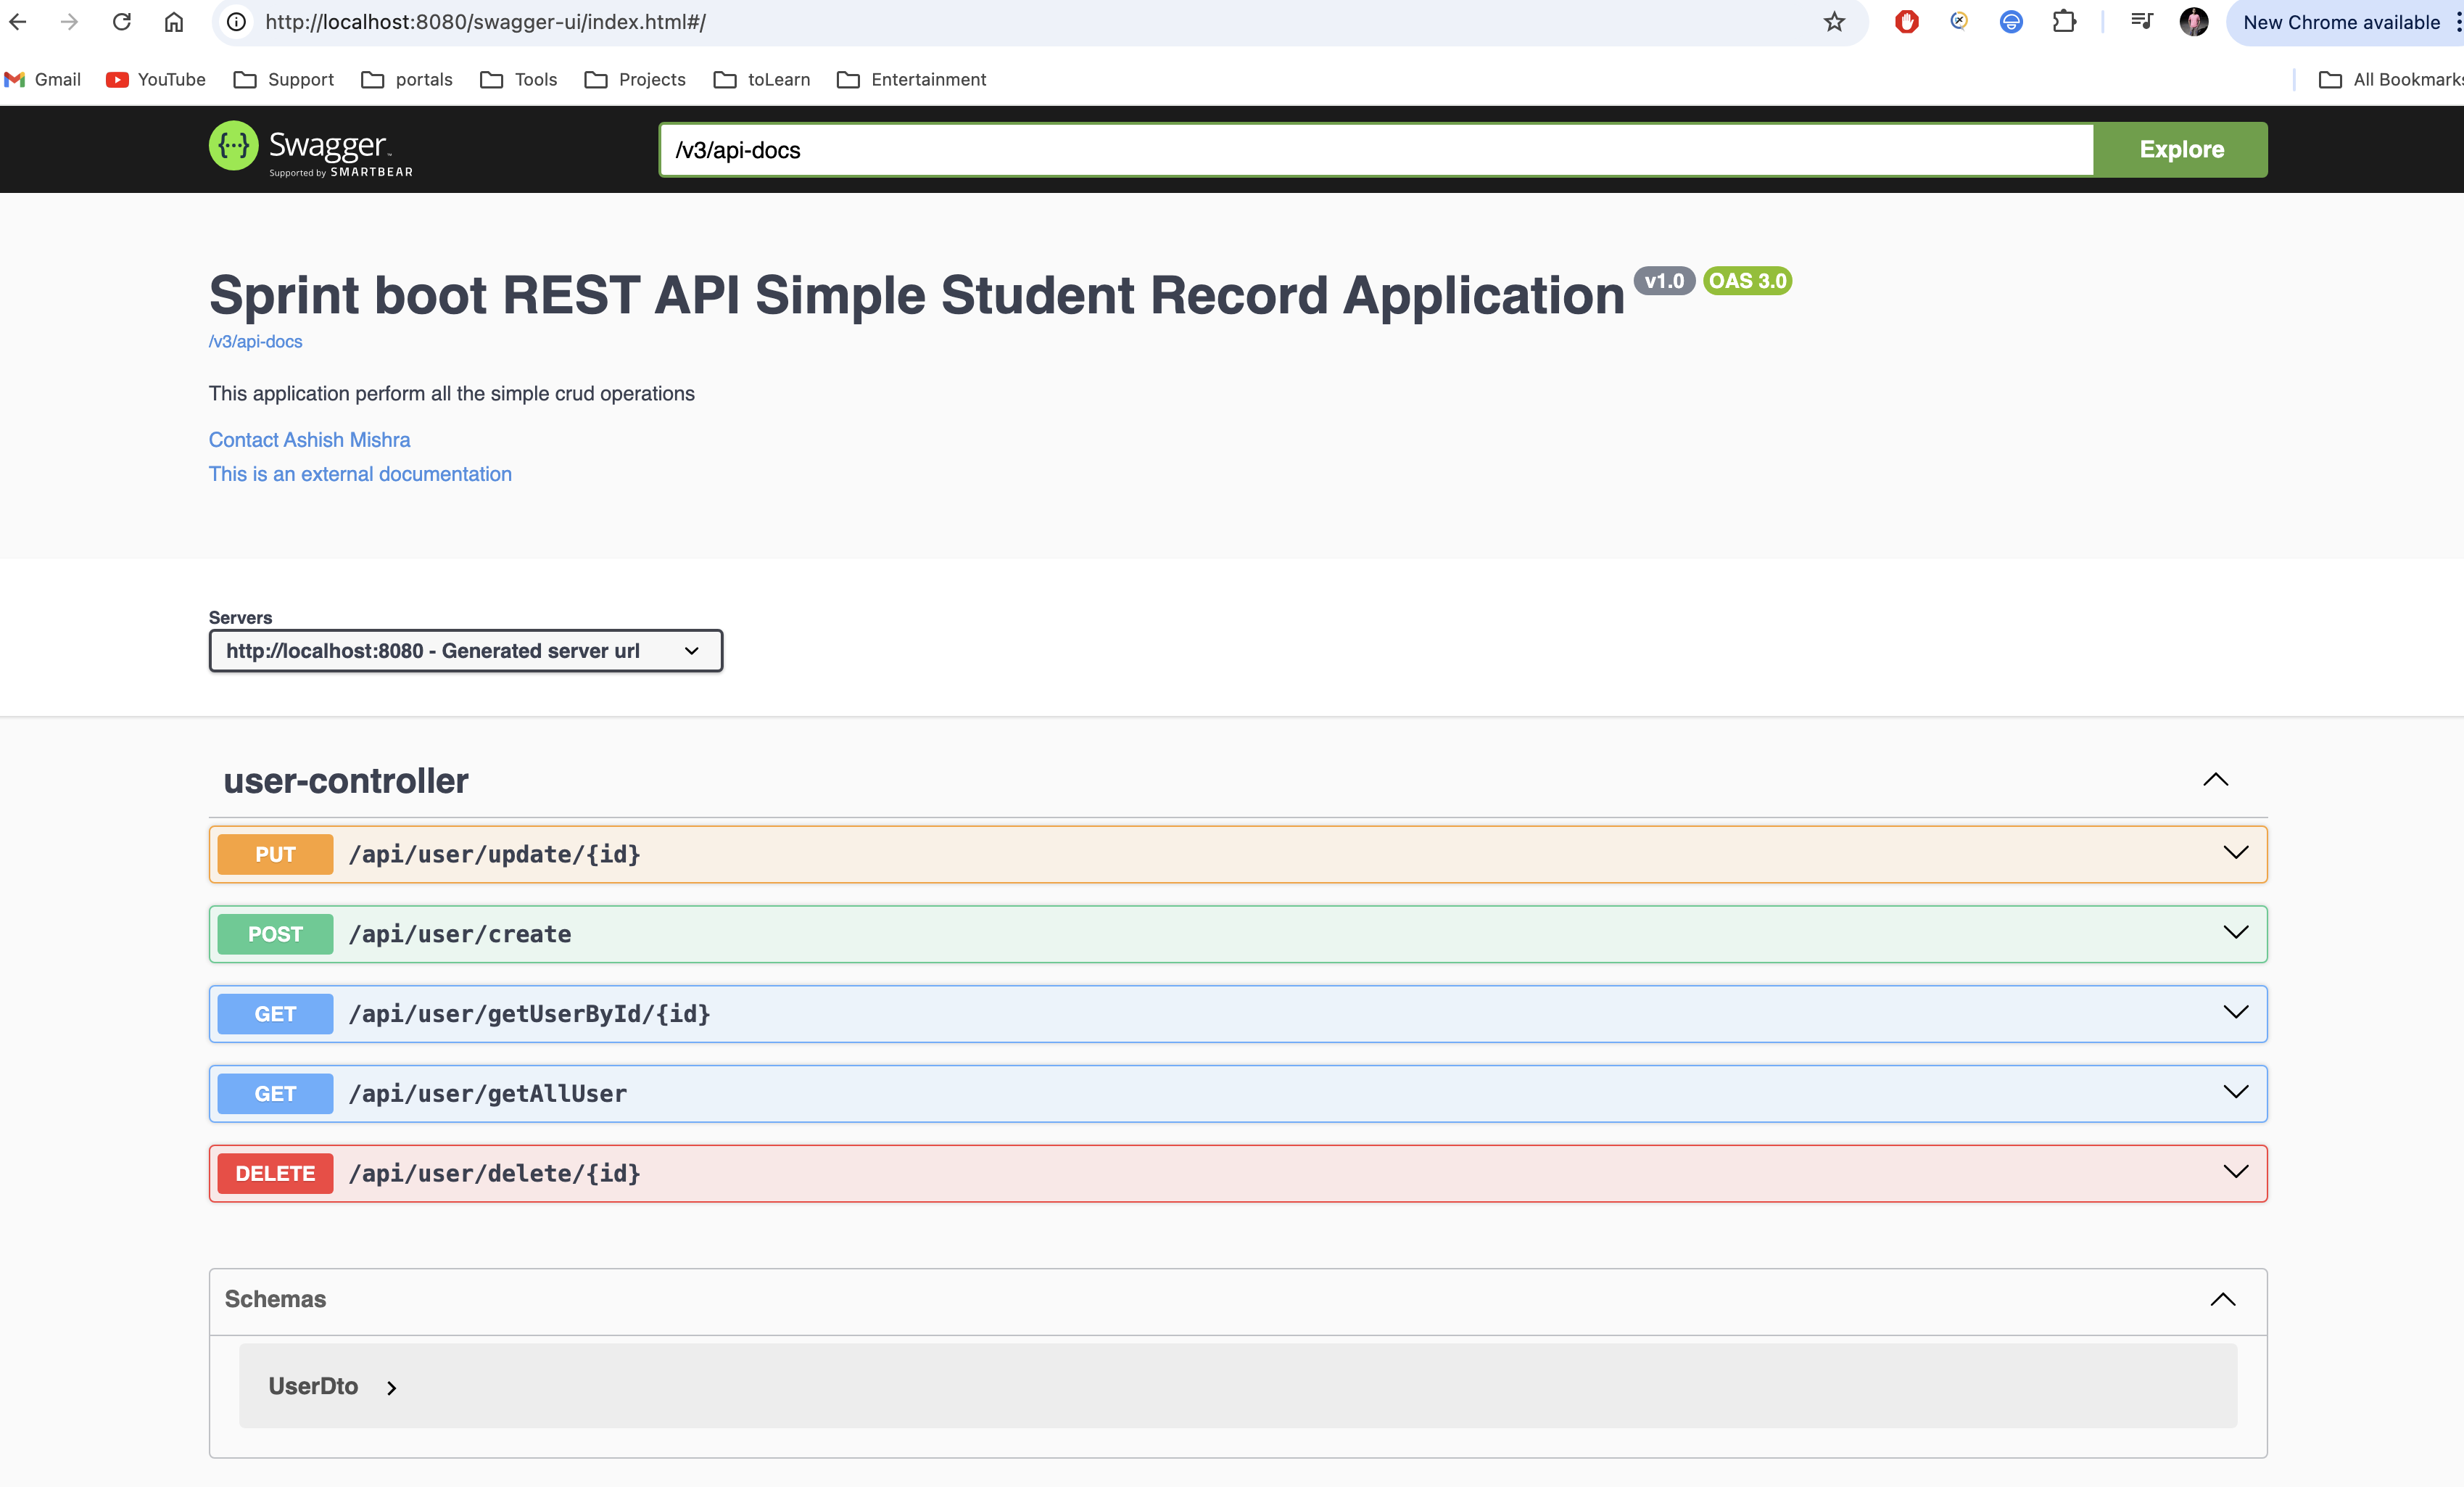 http://localhost:8080/swagger-ui/index.html#/
New Chrome available
Gmail YouTube Support portals Tools Projects toLearn Entertainment All Bookmarks
Swagger
Supported by SMARTBEAR
/v3/api-docs
Explore
Sprint boot REST API Simple Student Record Application v1.0 OAS 3.0
/v3/api-docs
This application perform all the simple crud operations
Contact Ashish Mishra
This is an external documentation
Servers
http://localhost:8080 - Generated server url
user-controller
PUT /api/user/update/{id}
POST /api/user/create
GET /api/user/getUserById/{id}
GET /api/user/getAllUser
DELETE /api/user/delete/{id}
Schemas
UserDto